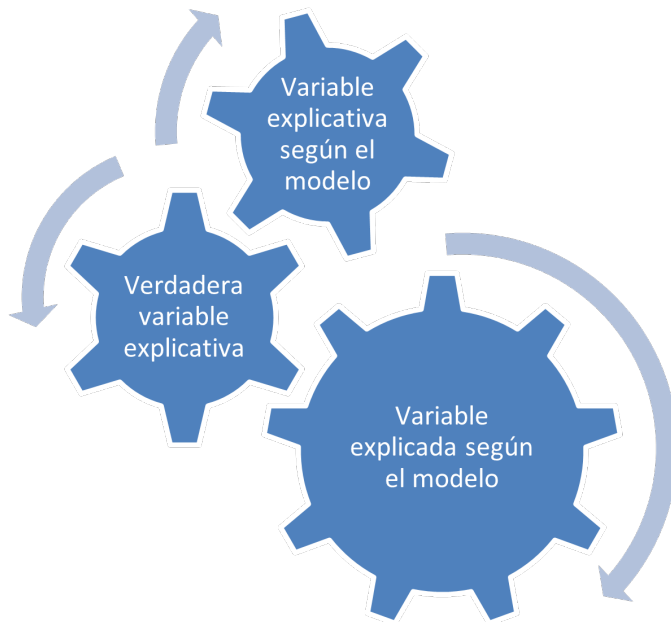 Variable
explicativa
según el
modelo
Verdadera
variable
explicativa
Variable
explicada según
el modelo